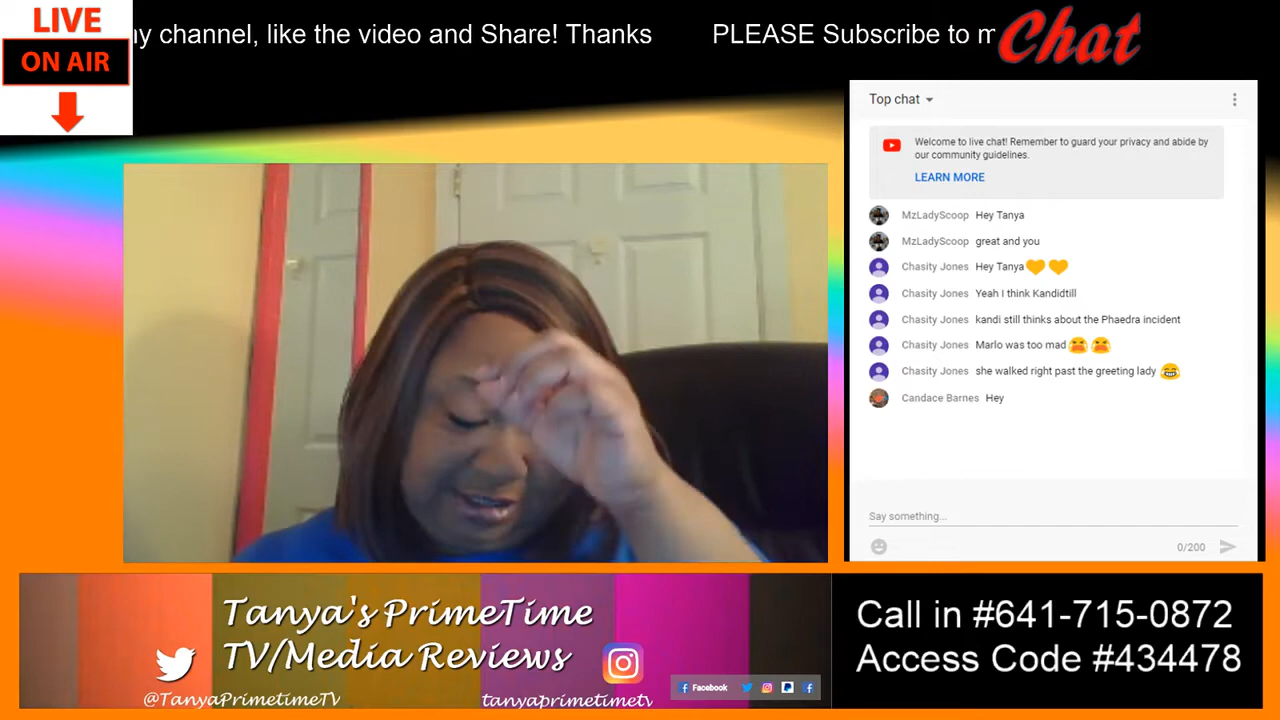 LIVE
ON AIR
my channel, like the video and Share! Thanks
PLEASE Subscribe to m
Chat
Top chat
Welcome to live chat! Remember to guard your privacy and abide by
our community guidelines.
LEARN MORE
MzLadyScoop Hey Tanya
MzLadyScoop great and you
Chasity Jones Hey Tanya
Chasity Jones Yeah I think Kandidtill
Chasity Jones kandi still thinks about the Phaedra incident
Chasity Jones Marlo was too mad
Chasity Jones she walked right past the greeting lady
Candace Barnes Hey
Say something...
0/200
Tanya's PrimeTime
TV/Media Reviews
@TanyaPrimetimeTV
tanyaprimetimetv
Facebook
Call in #641-715-0872
Access Code #434478